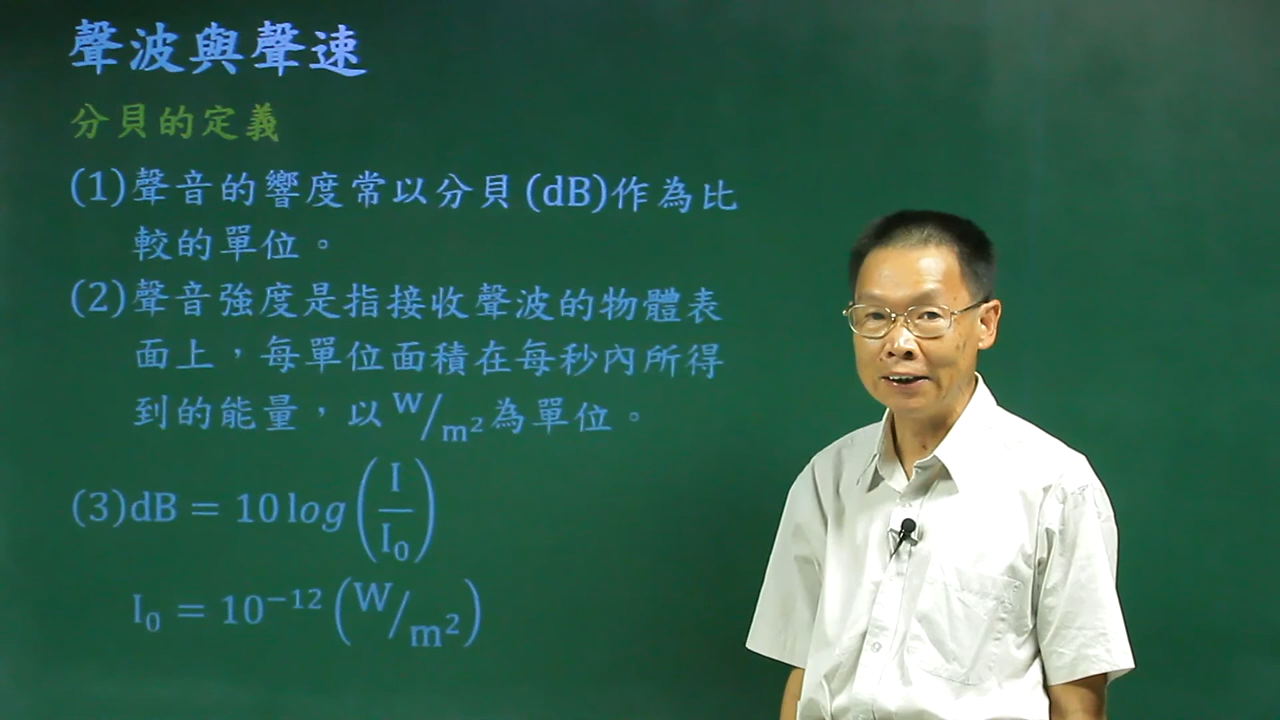 聲波與聲速
分貝的定義
(1)聲音的響度常以分貝(dB)作為比
較的單位。
(2)聲音強度是指接收聲波的物體表
面上，每單位面積在每秒內所得
到的能量，以 W/m² 為單位。
(3)dB = 10 log(I/I₀)
I₀ = 10⁻¹² (W/m²)